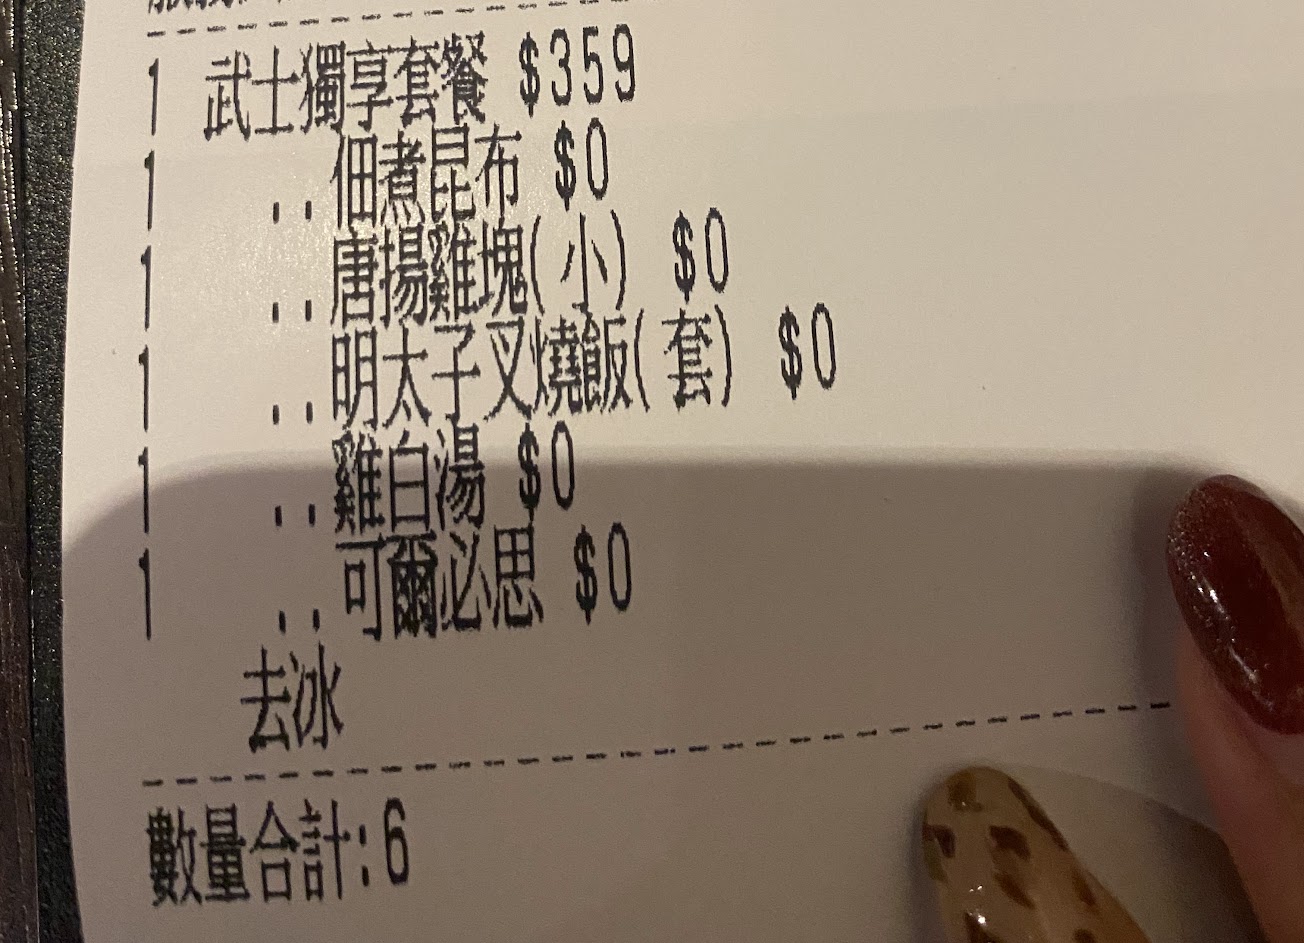 1 武士獨享套餐 $359
1 ..佃煮昆布 $0
1 ..唐揚雞塊(小) $0
1 ..明太子叉燒飯(套) $0
1 ..雞白湯 $0
1 ..可爾必思 $0
去冰
數量合計:6